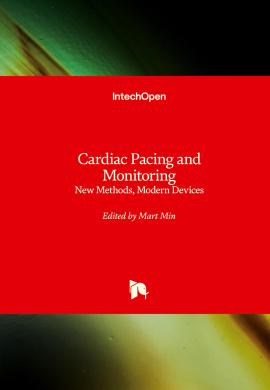 IntechOpen
Cardiac Pacing and
Monitoring
New Methods, Modern Devices
Edited by Mart Min